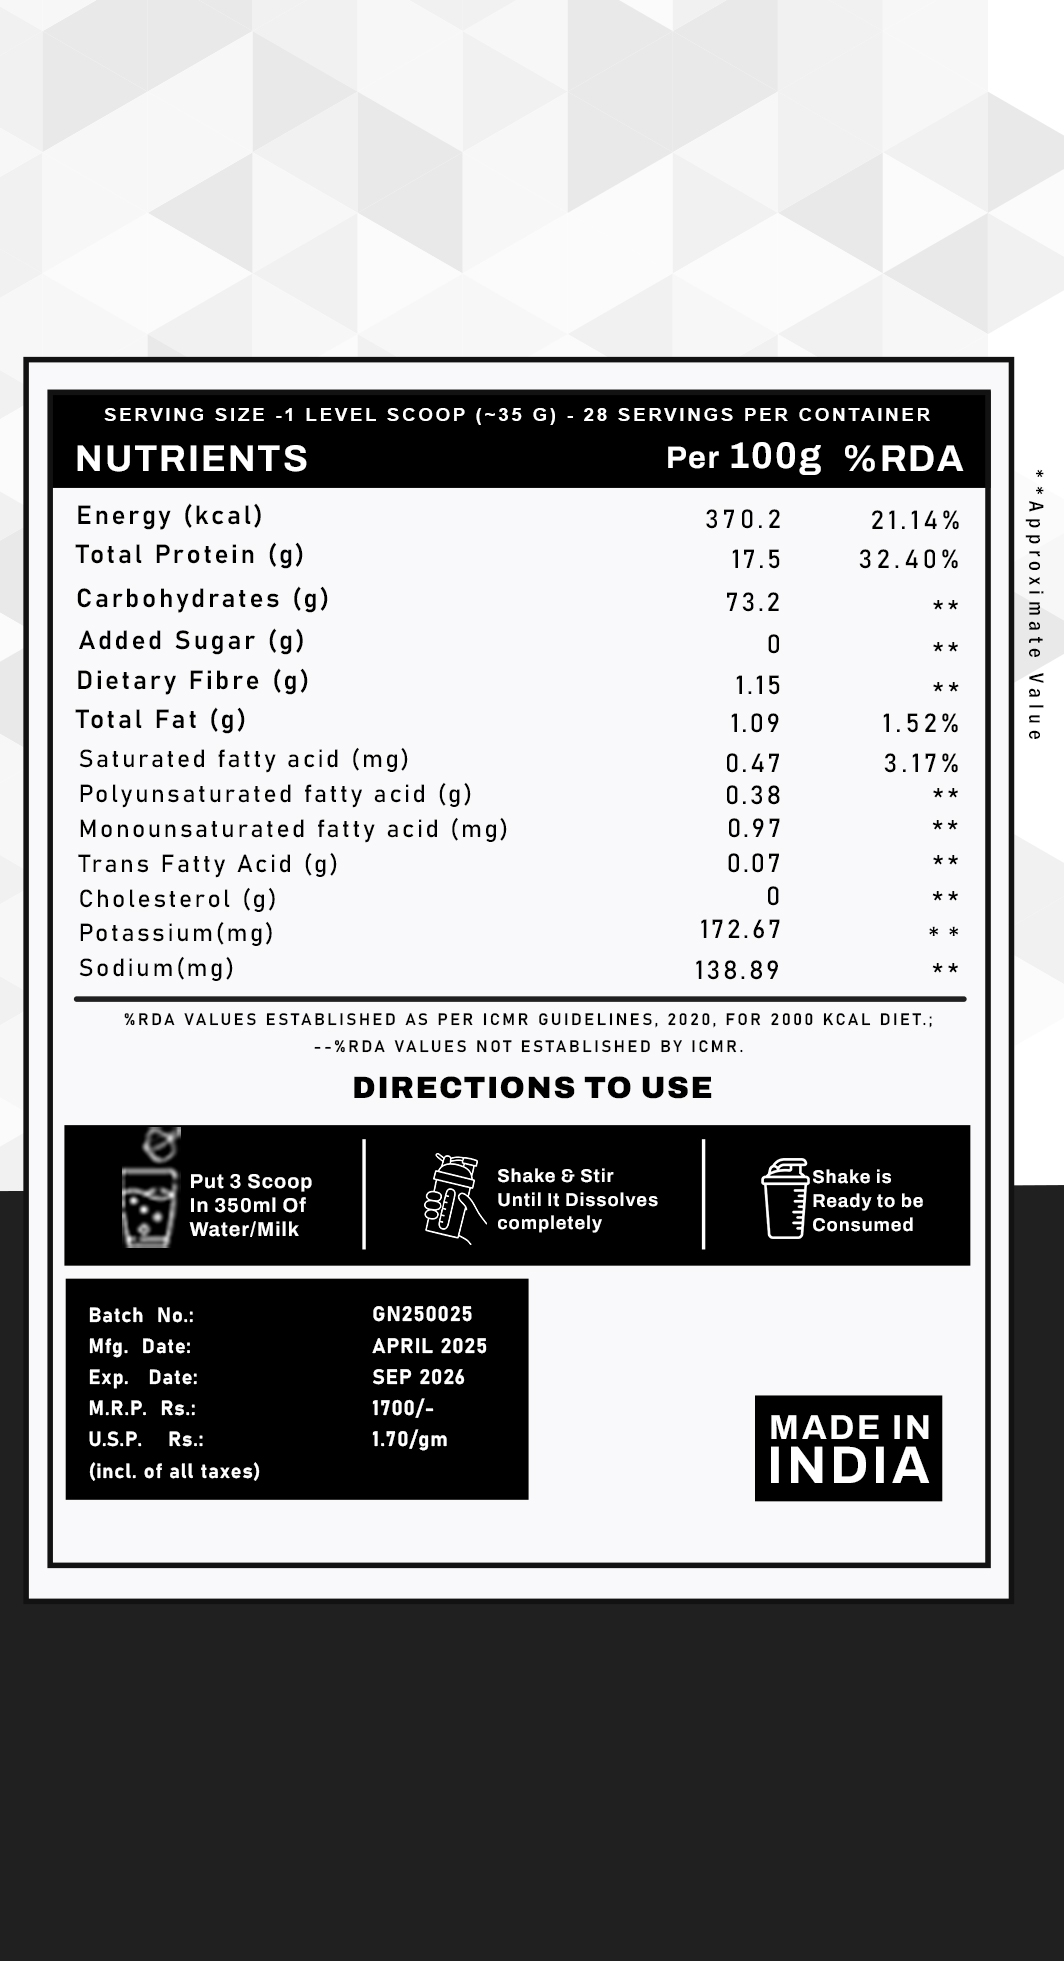 SERVING SIZE -1 LEVEL SCOOP (~35 G) - 28 SERVINGS PER CONTAINER
NUTRIENTS Per 100g %RDA
Energy (kcal) 370.2 21.14%
Total Protein (g) 17.5 32.40%
Carbohydrates (g) 73.2 **
Added Sugar (g) 0 **
Dietary Fibre (g) 1.15 **
Total Fat (g) 1.09 1.52%
Saturated fatty acid (mg) 0.47 3.17%
Polyunsaturated fatty acid (g) 0.38 **
Monounsaturated fatty acid (mg) 0.97 **
Trans Fatty Acid (g) 0.07 **
Cholesterol (g) 0 **
Potassium(mg) 172.67 **
Sodium(mg) 138.89 **
**Approximate Value
%RDA VALUES ESTABLISHED AS PER ICMR GUIDELINES, 2020, FOR 2000 KCAL DIET.;
--%RDA VALUES NOT ESTABLISHED BY ICMR.
DIRECTIONS TO USE
Put 3 Scoop
In 350ml Of
Water/Milk
Shake & Stir
Until It Dissolves
completely
Shake is
Ready to be
Consumed
Batch No.: GN250025
Mfg. Date: APRIL 2025
Exp. Date: SEP 2026
M.R.P. Rs.: 1700/-
U.S.P. Rs.: 1.70/gm
(incl. of all taxes)
MADE IN
INDIA